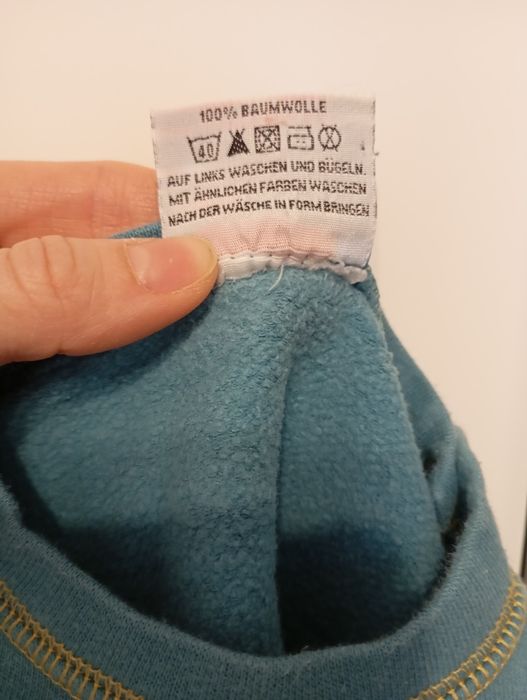 100% BAUMWOLLE
40
AUF LINKS WASCHEN UND BÜGELN.
MIT ÄHNLICHEN FARBEN WASCHEN
NACH DER WÄSCHE IN FORM BRINGEN